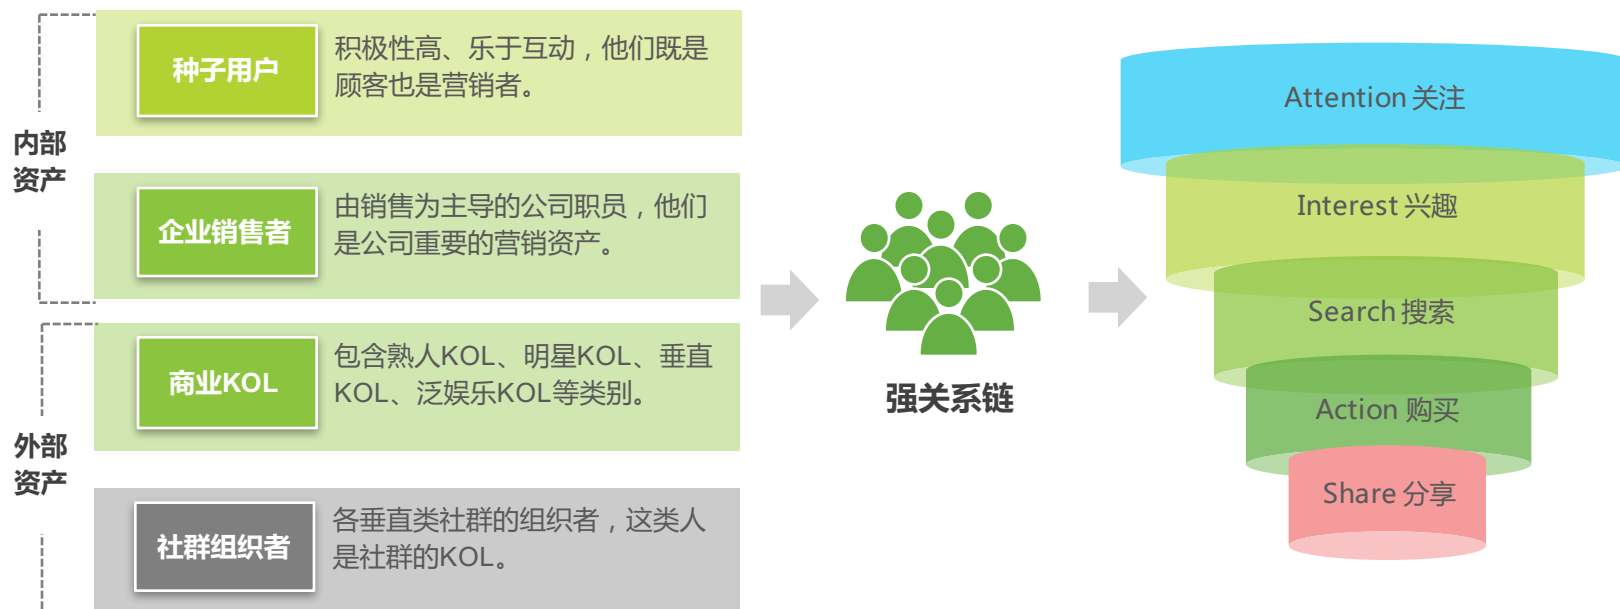 内部
资产
种子用户
积极性高、乐于互动，他们既是
顾客也是营销者。
企业销售者
由销售为主导的公司职员，他们
是公司重要的营销资产。
外部
资产
商业KOL
包含熟人KOL、明星KOL、垂直
KOL、泛娱乐KOL等类别。
社群组织者
各垂直类社群的组织者，这类人
是社群的KOL。
强关系链
Attention 关注
Interest 兴趣
Search 搜索
Action 购买
Share 分享